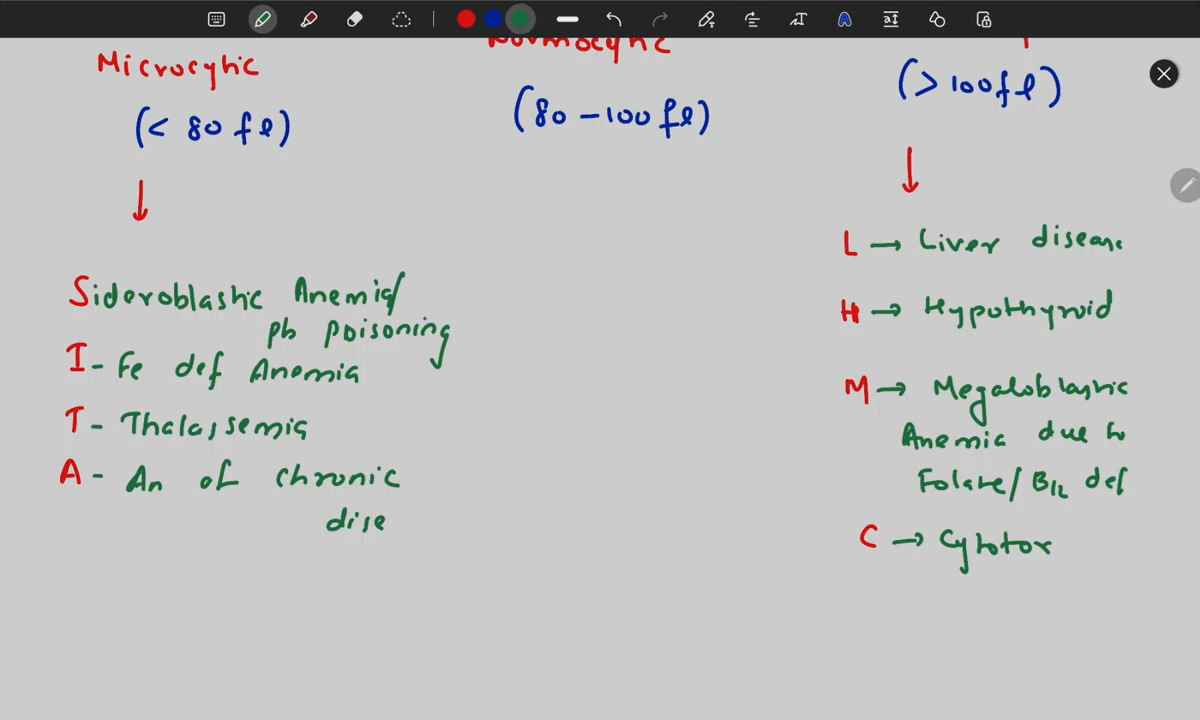 Microcytic
Normocytic
(< 80 fl)
(80 - 100 fl)
(> 100 fl)
Sideroblastic Anemia/
Pb poisoning
I - Fe def Anemia
T - Thalassemia
A - An of chronic
dise
L → Liver disease
H → Hypothyroid
M → Megaloblastic
Anemia due to
Folate/B12 def
C → Cytotox